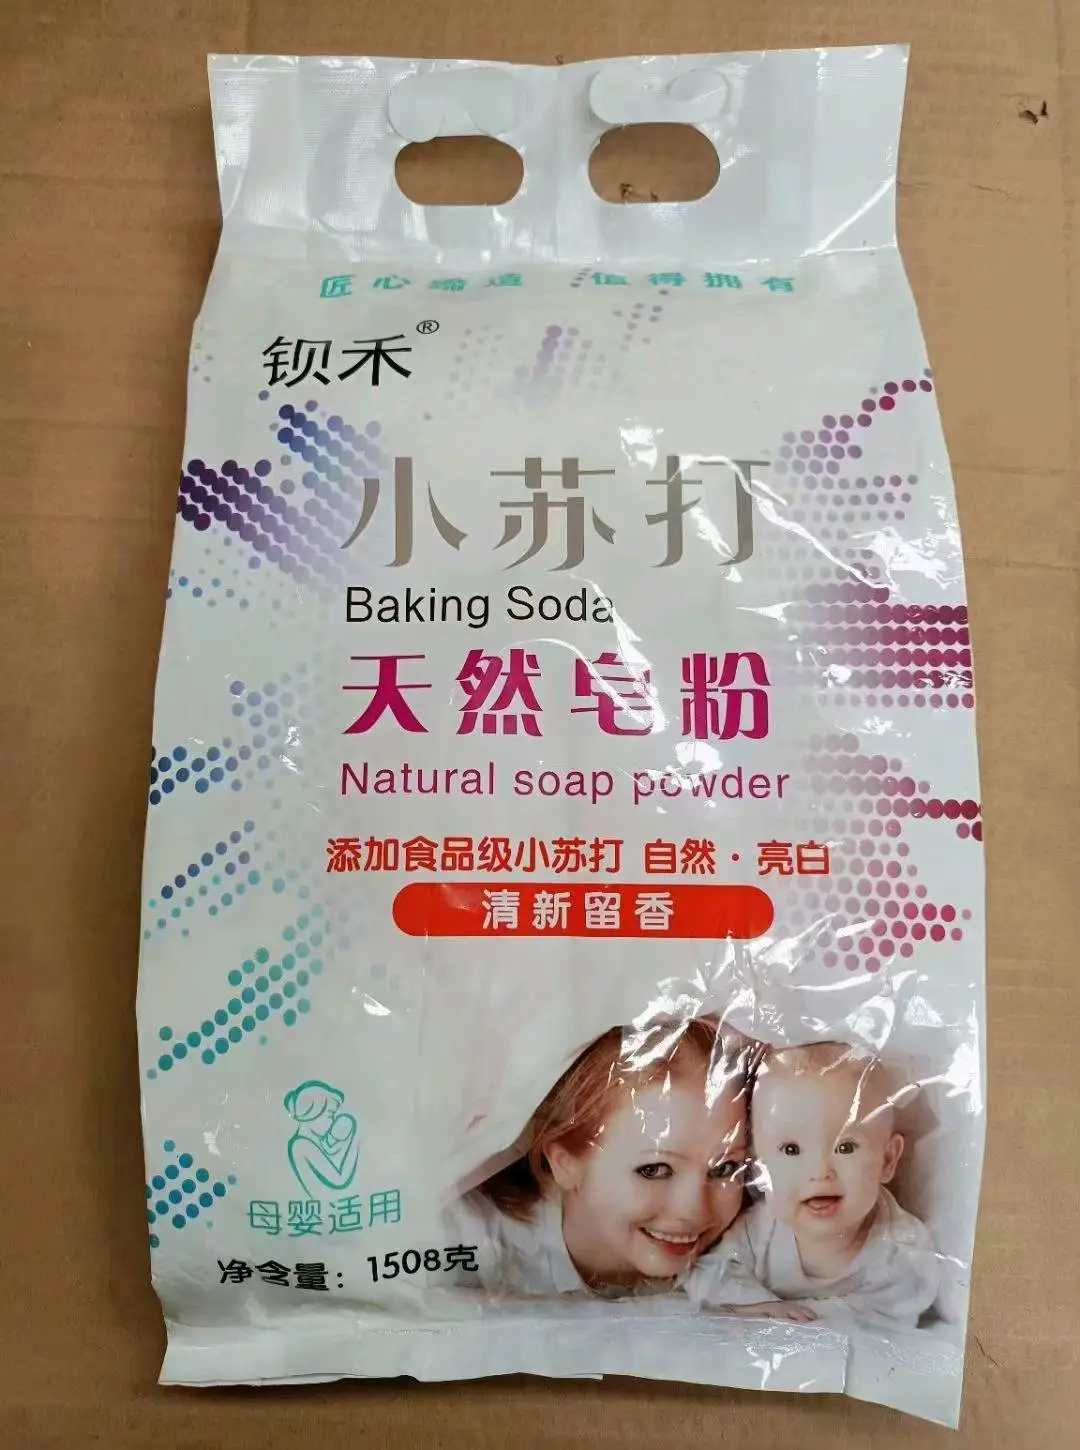 匠心缔造 值得拥有
钡禾®
小苏打
Baking Soda
天然皂粉
Natural soap powder
添加食品级小苏打 自然·亮白
清新留香
母婴适用
净含量：1508克